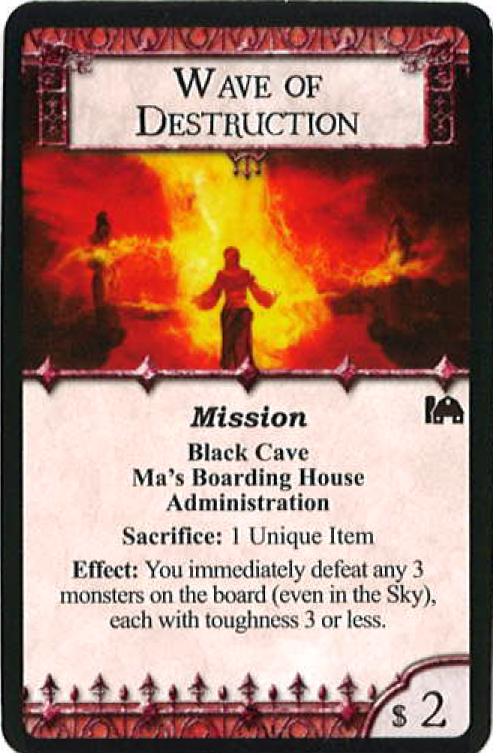 WAVE OF
DESTRUCTION
Mission
Black Cave
Ma's Boarding House
Administration
Sacrifice: 1 Unique Item
Effect: You immediately defeat any 3
monsters on the board (even in the Sky),
each with toughness 3 or less.
$ 2